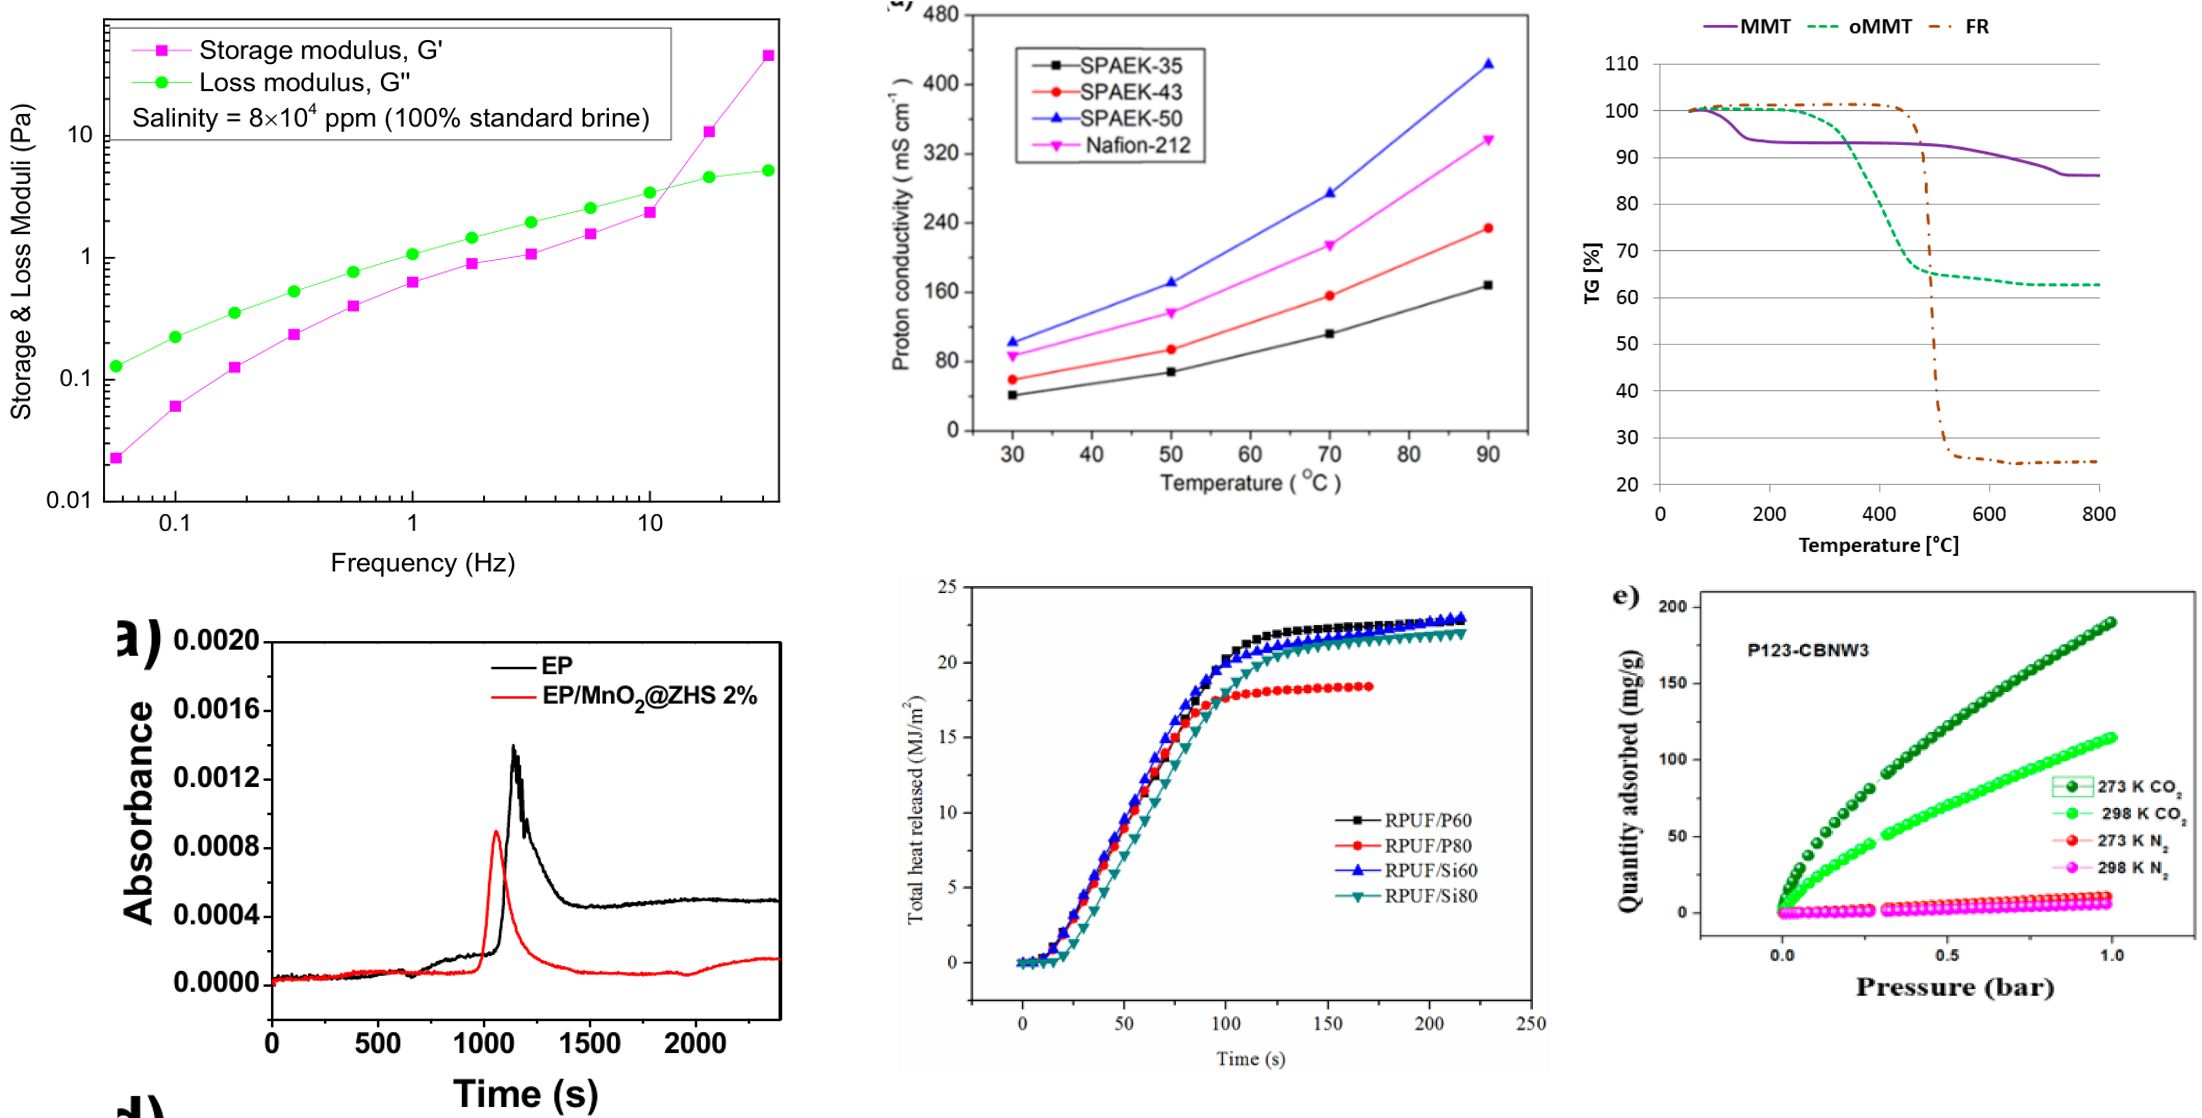 Storage modulus, G'
Loss modulus, G''
Salinity = 8×10⁴ ppm (100% standard brine)
Storage & Loss Moduli (Pa)
10
1
0.1
0.01
0.1
1
10
Frequency (Hz)
480
400
320
240
160
80
0
SPAEK-35
SPAEK-43
SPAEK-50
Nafion-212
Proton conductivity ( mS cm⁻¹ )
30
40
50
60
70
80
90
Temperature ( °C )
MMT
oMMT
FR
110
100
90
80
70
60
50
40
30
20
TG [%]
0
200
400
600
800
Temperature [°C]
a)
0.0020
0.0016
0.0012
0.0008
0.0004
0.0000
EP
EP/MnO₂@ZHS 2%
Absorbance
0
500
1000
1500
2000
Time (s)
d)
25
20
15
10
5
0
Total heat released (MJ/m²)
RPUF/P60
RPUF/P80
RPUF/Si60
RPUF/Si80
0
50
100
150
200
250
Time (s)
e)
200
150
100
50
0
P123-CBNW3
Quantity adsorbed (mg/g)
273 K CO₂
298 K CO₂
273 K N₂
298 K N₂
0.0
0.5
1.0
Pressure (bar)